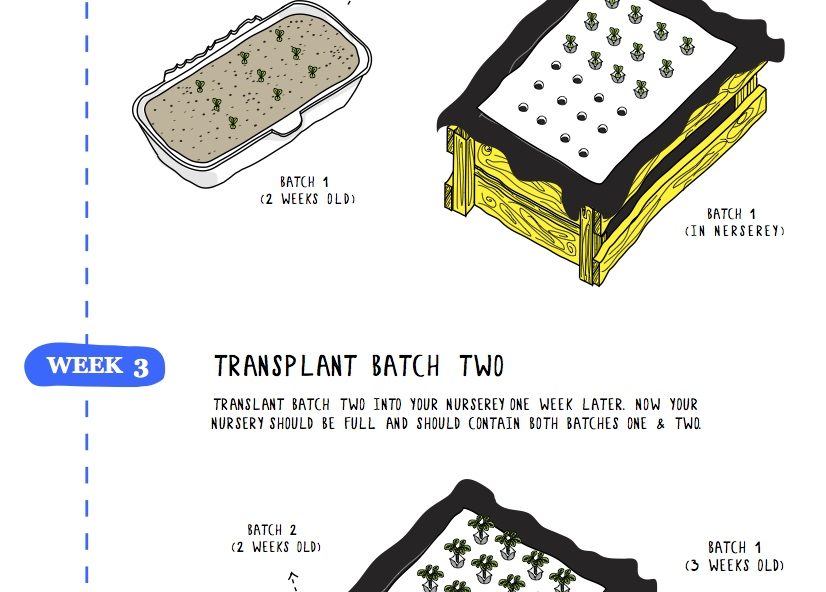 BATCH 1
(2 WEEKS OLD)
BATCH 1
(IN NERSEREY)
WEEK 3
TRANSPLANT BATCH TWO
TRANSLANT BATCH TWO INTO YOUR NURSEREY ONE WEEK LATER. NOW YOUR
NURSERY SHOULD BE FULL AND SHOULD CONTAIN BOTH BATCHES ONE & TWO.
BATCH 2
(2 WEEKS OLD)
BATCH 1
(3 WEEKS OLD)